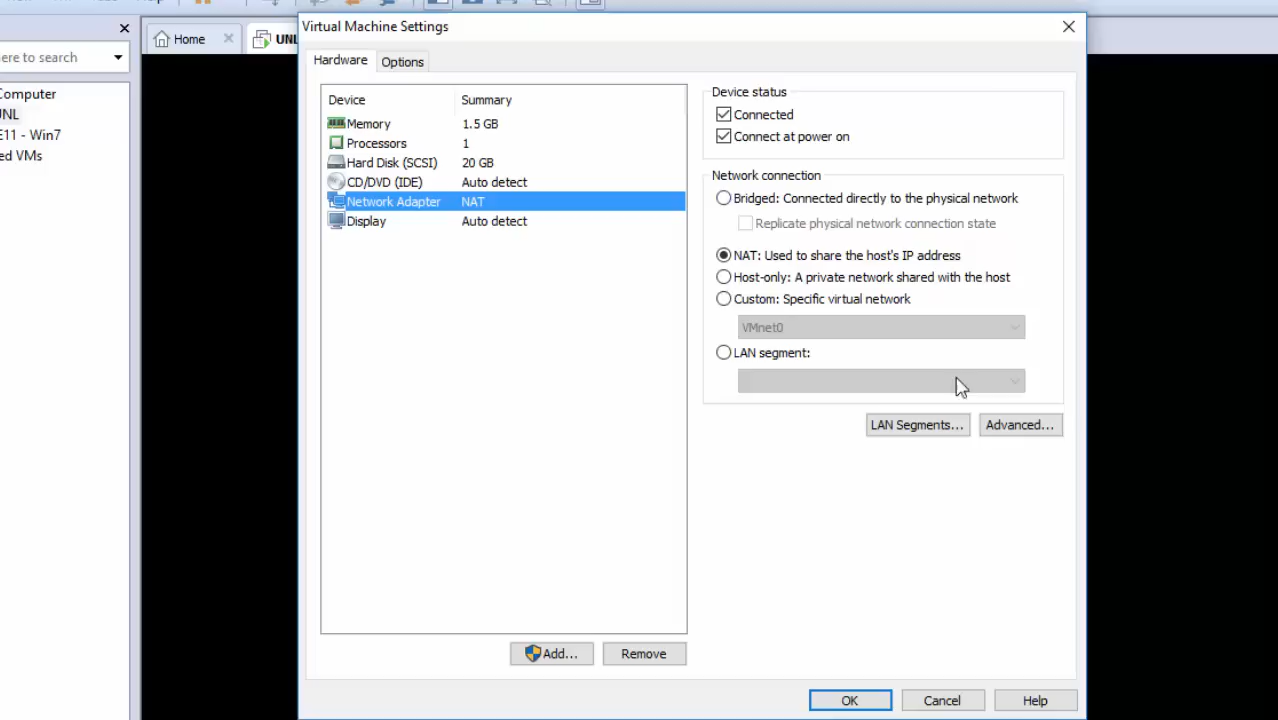 Virtual Machine Settings
Home
UNL
ere to search
Hardware
Options
Computer
UNL
E11 - Win7
ed VMs
Device Summary
Memory 1.5 GB
Processors 1
Hard Disk (SCSI) 20 GB
CD/DVD (IDE) Auto detect
Network Adapter NAT
Display Auto detect
Device status
Connected
Connect at power on
Network connection
Bridged: Connected directly to the physical network
Replicate physical network connection state
NAT: Used to share the host's IP address
Host-only: A private network shared with the host
Custom: Specific virtual network
VMnet0
LAN segment:
LAN Segments... Advanced...
Add... Remove
OK Cancel Help